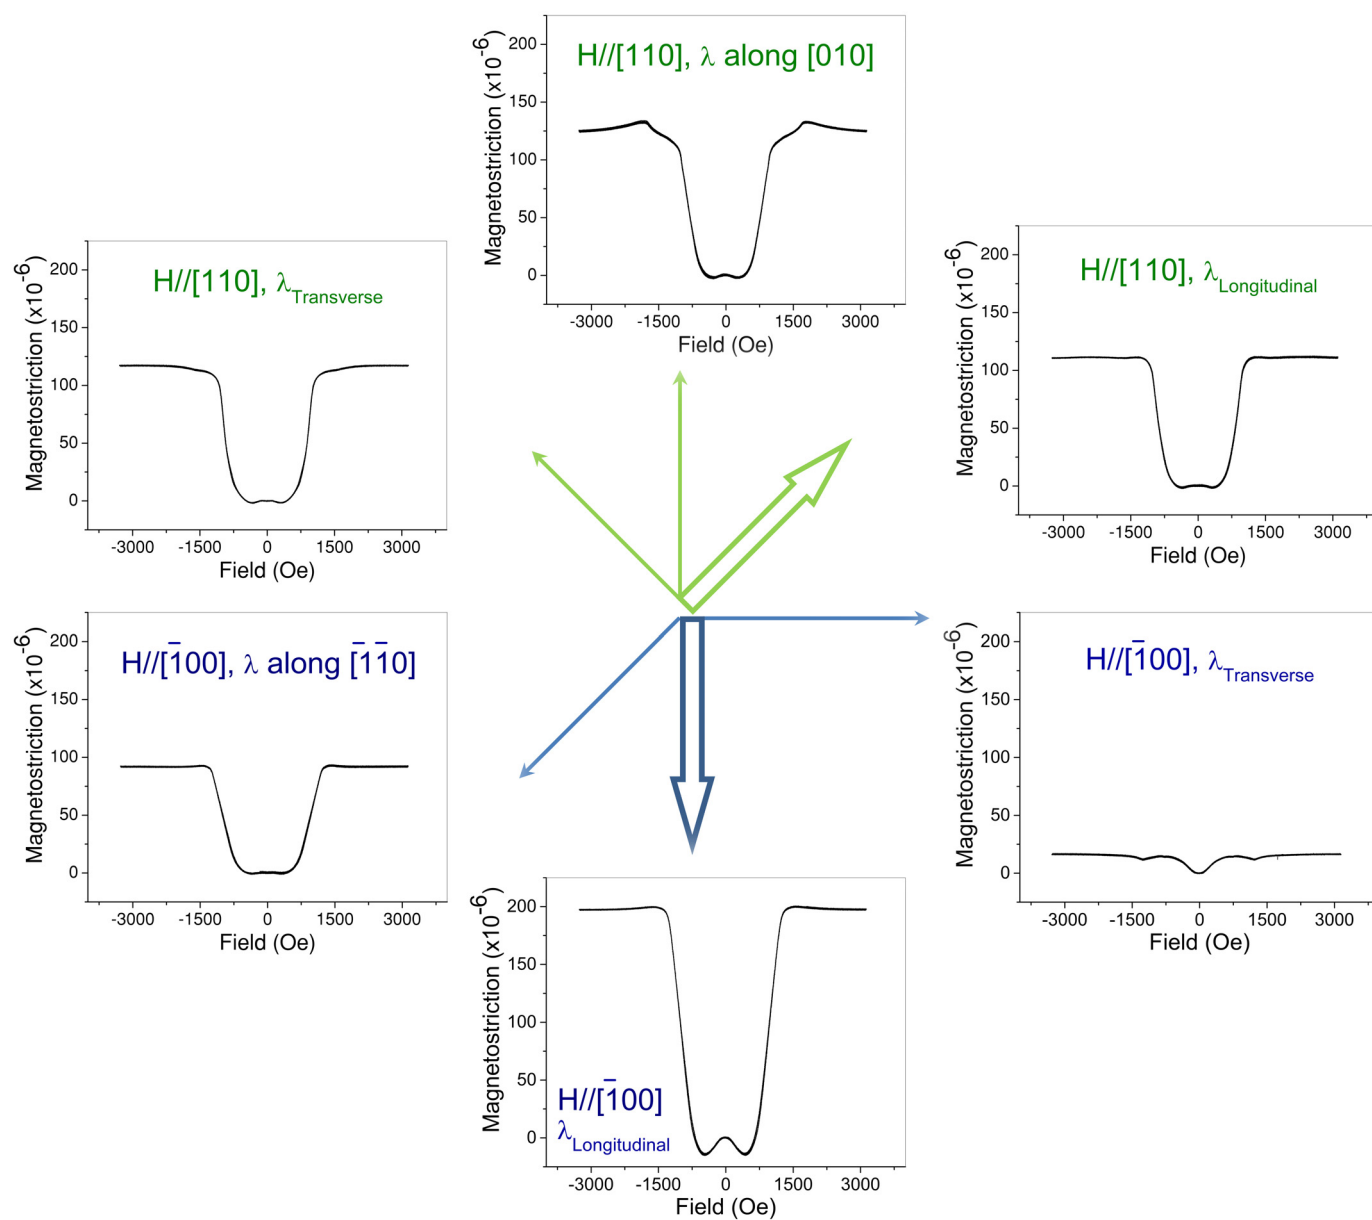 H//[110], λ along [010]
Magnetostriction (x10⁻⁶)
200
150
100
50
0
-3000 -1500 0 1500 3000
Field (Oe)
H//[110], λTransverse
Magnetostriction (x10⁻⁶)
200
150
100
50
0
-3000 -1500 0 1500 3000
Field (Oe)
H//[110], λLongitudinal
Magnetostriction (x10⁻⁶)
200
150
100
50
0
-3000 -1500 0 1500 3000
Field (Oe)
H//[1̅00], λ along [1̅1̅0]
Magnetostriction (x10⁻⁶)
200
150
100
50
0
-3000 -1500 0 1500 3000
Field (Oe)
H//[1̅00], λTransverse
Magnetostriction (x10⁻⁶)
200
150
100
50
0
-3000 -1500 0 1500 3000
Field (Oe)
Magnetostriction (x10⁻⁶)
200
150
100
50
0
H//[1̅00]
λLongitudinal
-3000 -1500 0 1500 3000
Field (Oe)